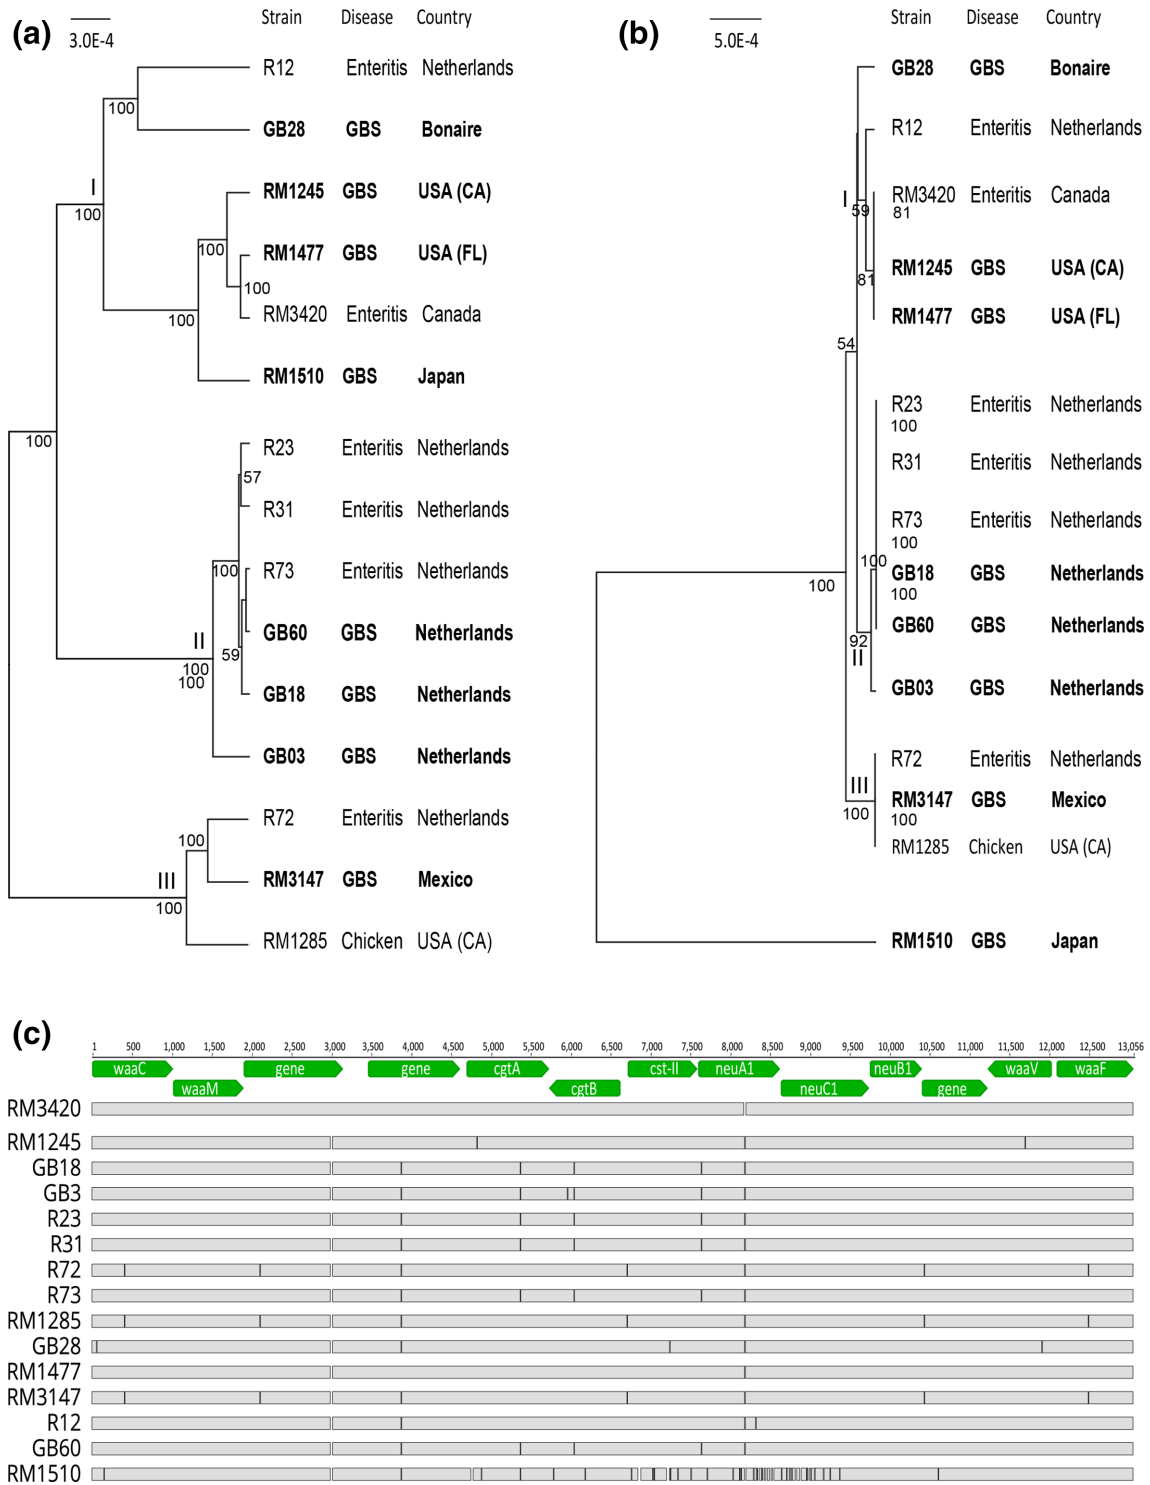 (a)
3.0E-4
Strain Disease Country
R12 Enteritis Netherlands
100
GB28 GBS Bonaire
I
100
RM1245 GBS USA (CA)
100
RM1477 GBS USA (FL)
100
RM3420 Enteritis Canada
100
RM1510 GBS Japan
100
R23 Enteritis Netherlands
57
R31 Enteritis Netherlands
100
R73 Enteritis Netherlands
GB60 GBS Netherlands
II
59
100
100
GB18 GBS Netherlands
GB03 GBS Netherlands
R72 Enteritis Netherlands
100
RM3147 GBS Mexico
III
100
RM1285 Chicken USA (CA)
(b)
5.0E-4
Strain Disease Country
GB28 GBS Bonaire
R12 Enteritis Netherlands
RM3420 Enteritis Canada
I
59
81
RM1245 GBS USA (CA)
81
RM1477 GBS USA (FL)
54
R23 Enteritis Netherlands
100
R31 Enteritis Netherlands
R73 Enteritis Netherlands
100
100
GB18 GBS Netherlands
100
100
GB60 GBS Netherlands
92
II
GB03 GBS Netherlands
R72 Enteritis Netherlands
III
RM3147 GBS Mexico
100
100
RM1285 Chicken USA (CA)
RM1510 GBS Japan
(c)
1 500 1,000 1,500 2,000 2,500 3,000 3,500 4,000 4,500 5,000 5,500 6,000 6,500 7,000 7,500 8,000 8,500 9,000 9,500 10,000 10,500 11,000 11,500 12,000 12,500 13,056
waaC gene gene cgtA cst-II neuA1 neuB1 waaV waaF
waaM cgtB neuC1 gene
RM3420
RM1245
GB18
GB3
R23
R31
R72
R73
RM1285
GB28
RM1477
RM3147
R12
GB60
RM1510